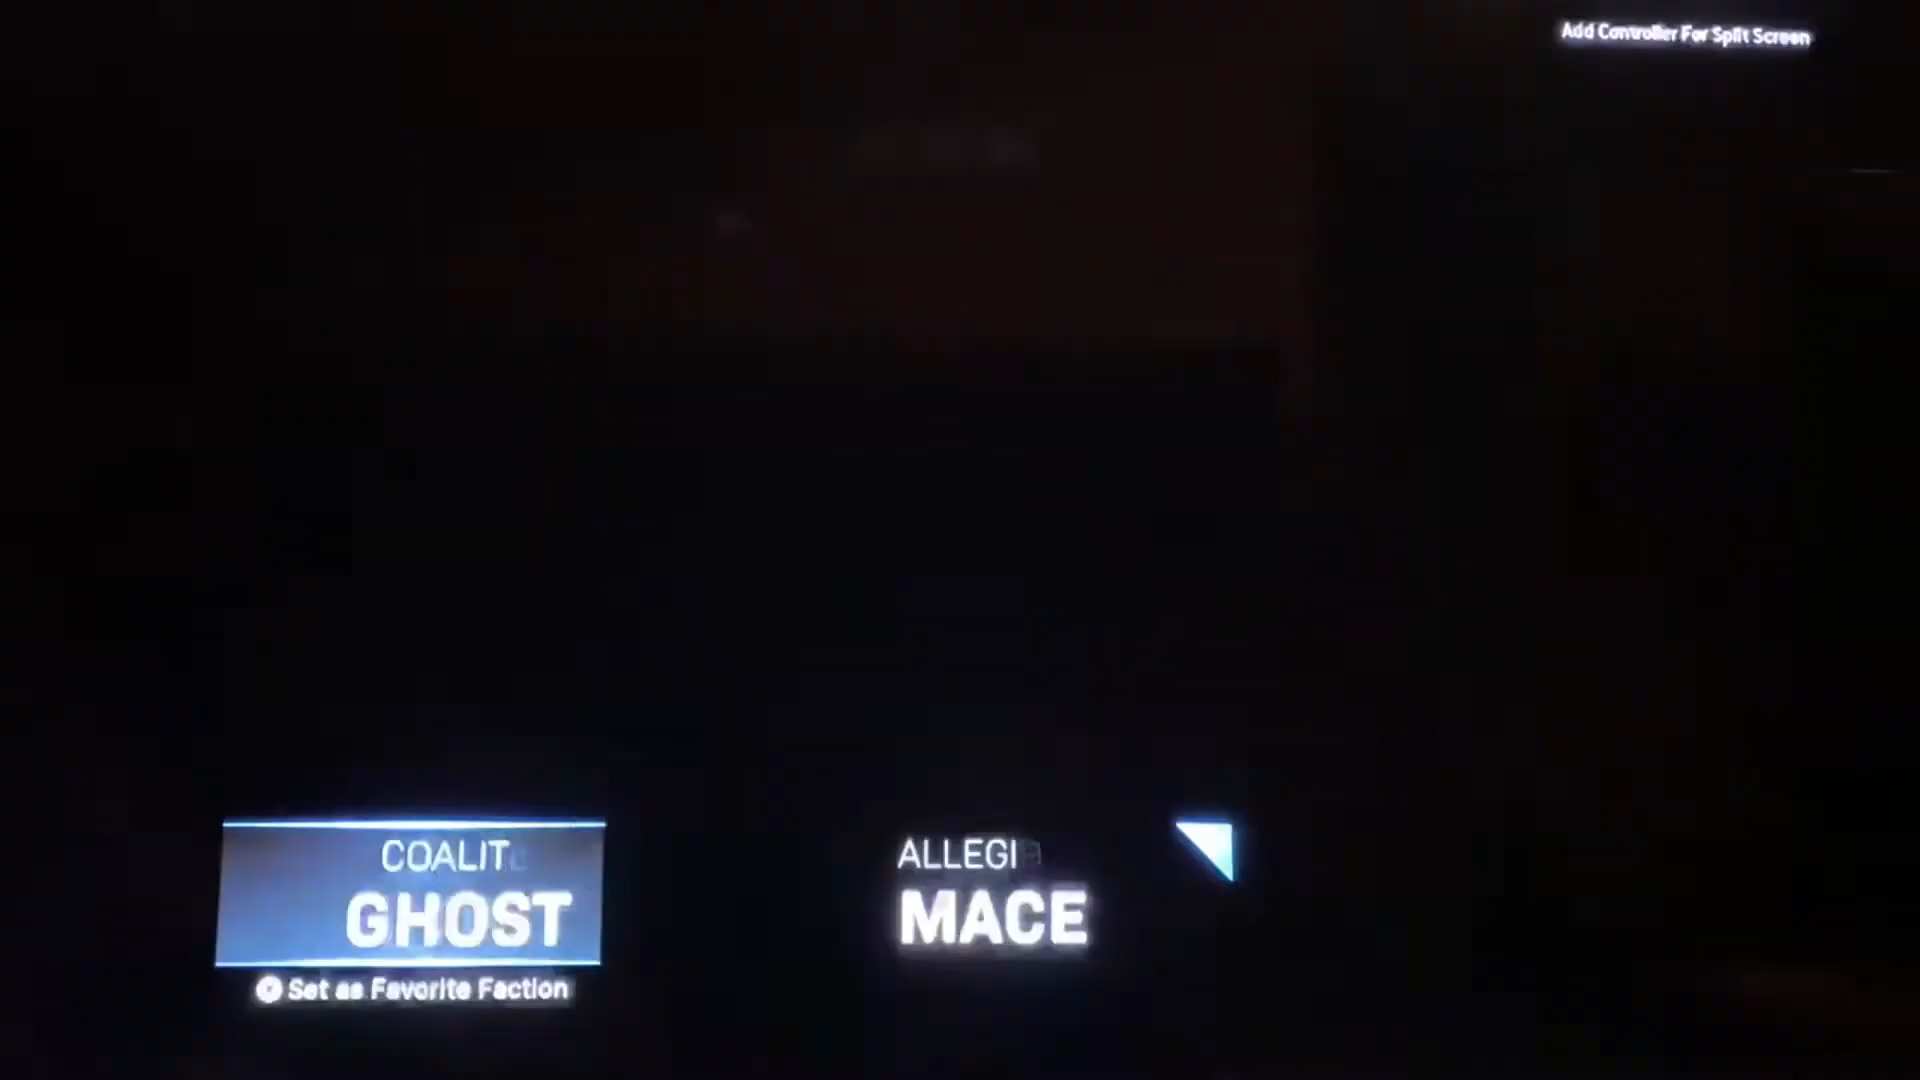 Add Controller For Split Screen
COALIT
GHOST
Set as Favorite Faction
ALLEGI
MACE